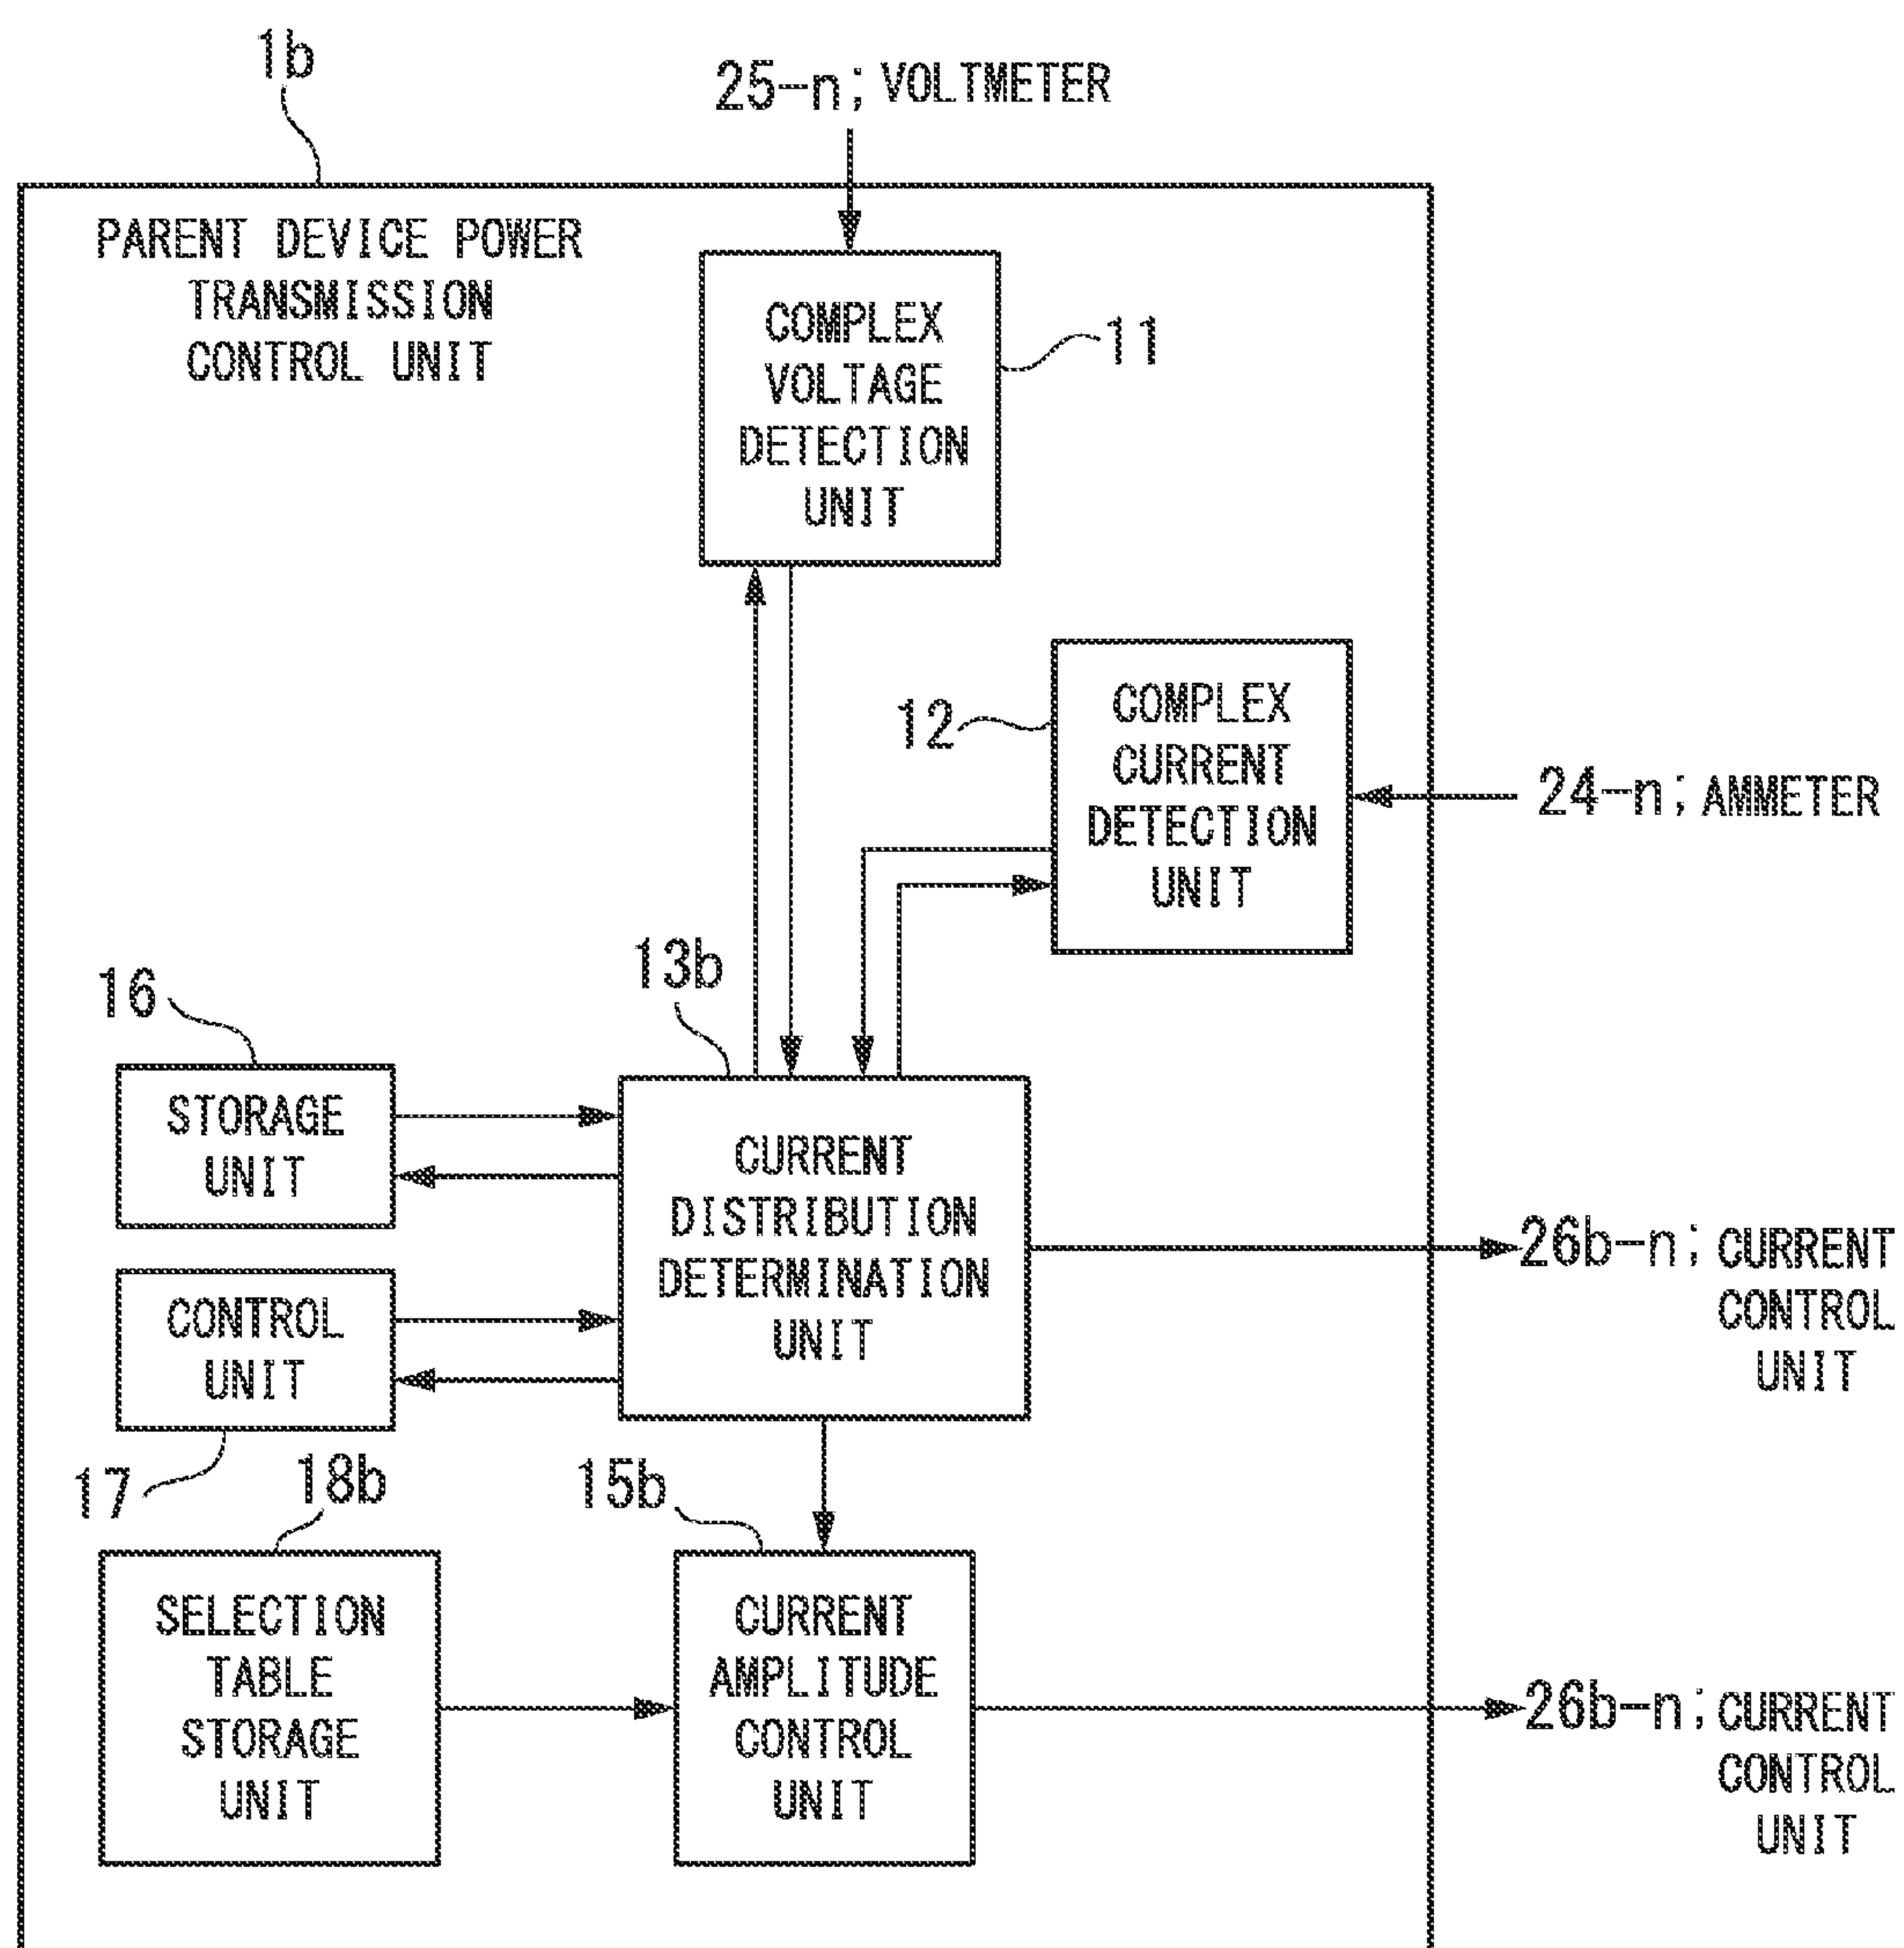 1b
25-n; VOLTMETER
PARENT DEVICE POWER
TRANSMISSION
CONTROL UNIT
COMPLEX
VOLTAGE
DETECTION
UNIT
11
12
COMPLEX
CURRENT
DETECTION
UNIT
24-n; AMMETER
13b
16
STORAGE
UNIT
CURRENT
DISTRIBUTION
DETERMINATION
UNIT
26b-n; CURRENT
CONTROL
UNIT
CONTROL
UNIT
17
18b
15b
SELECTION
TABLE
STORAGE
UNIT
CURRENT
AMPLITUDE
CONTROL
UNIT
26b-n; CURRENT
CONTROL
UNIT